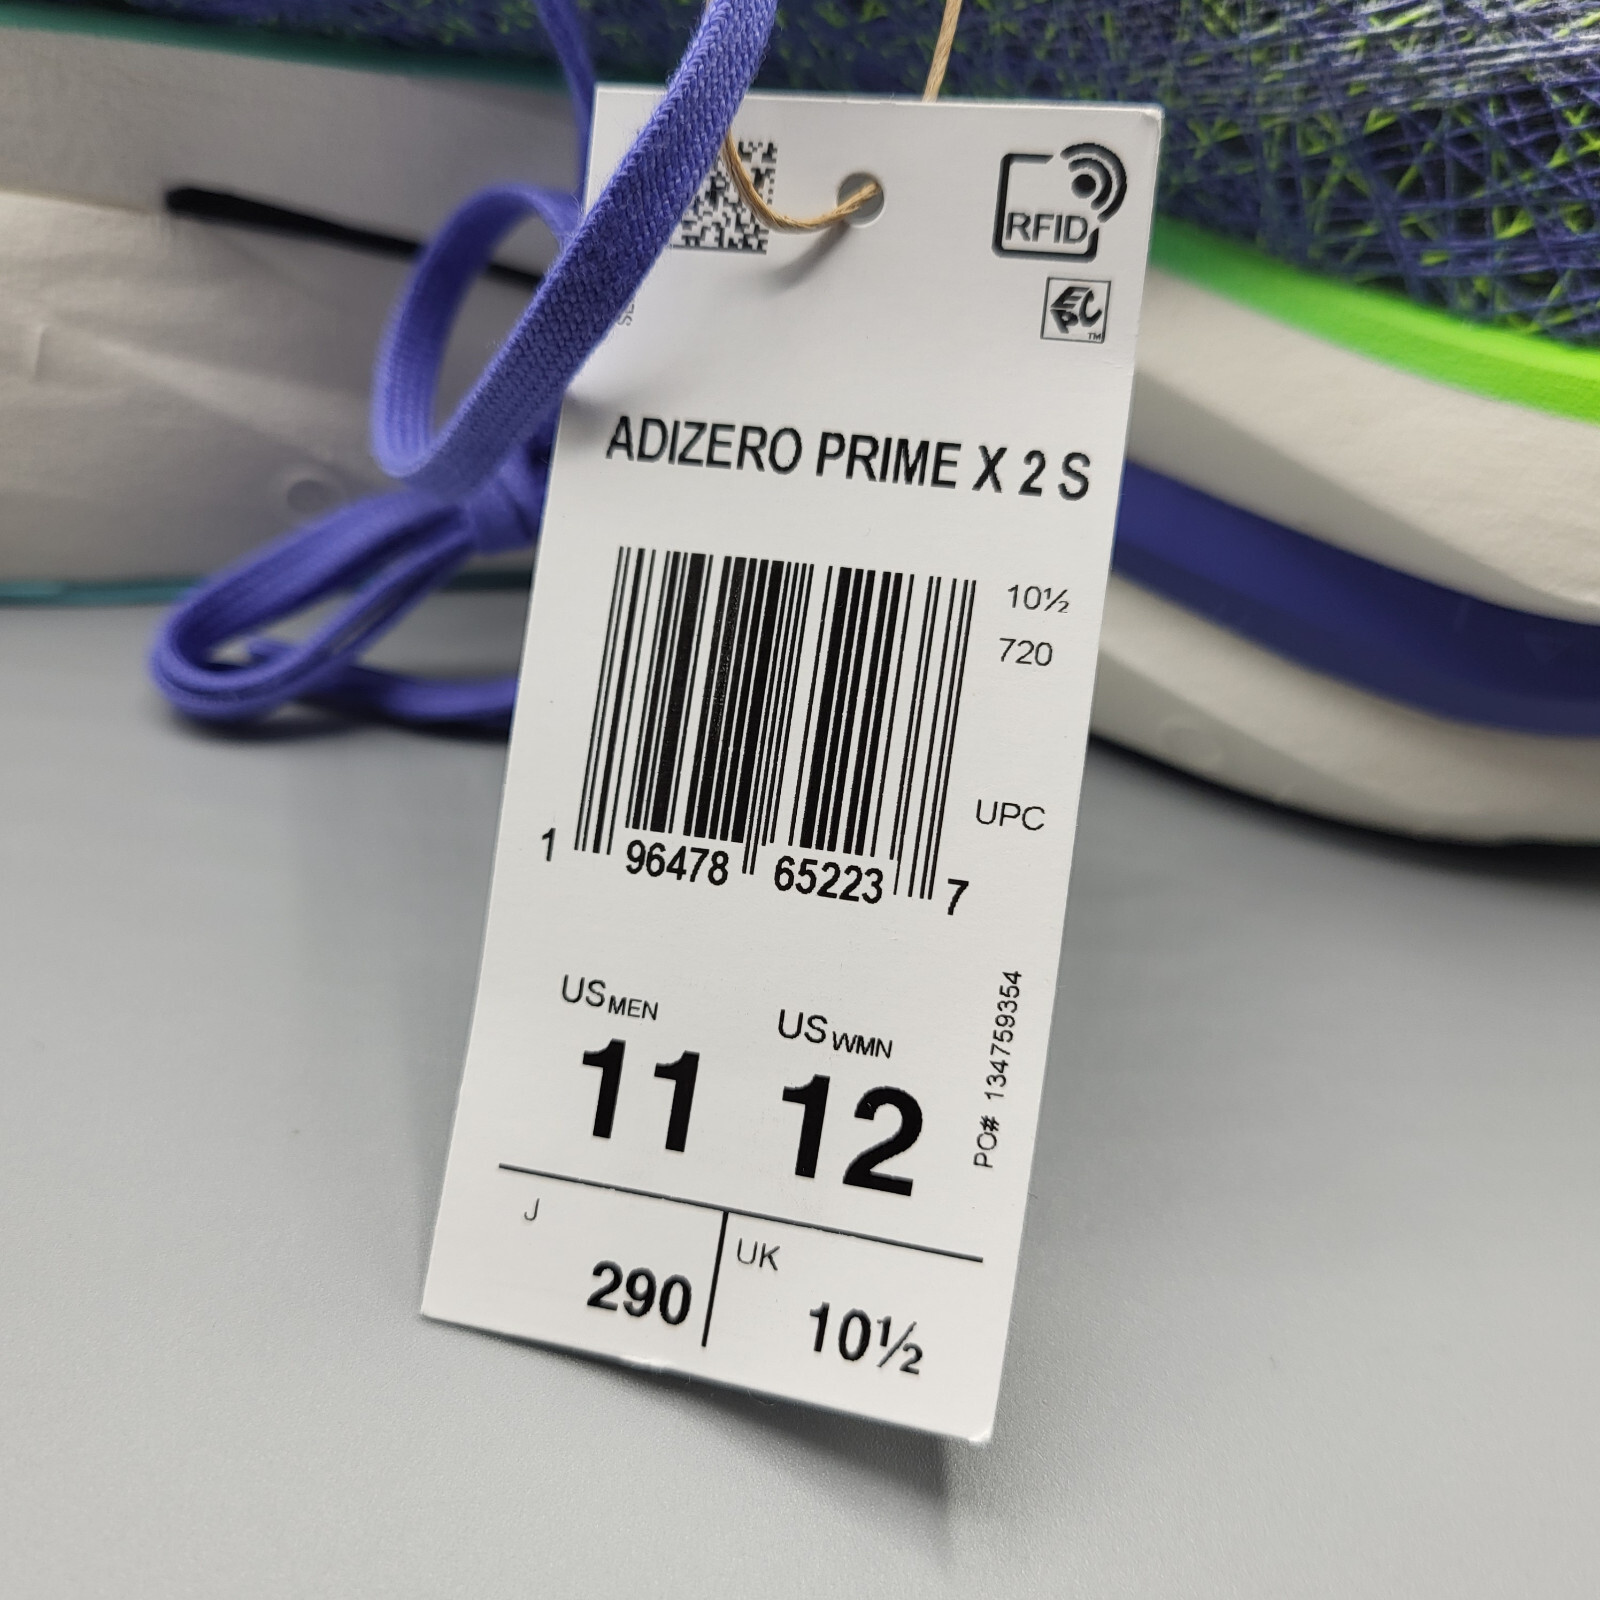 RFID
EPC™
ADIZERO PRIME X 2 S
10½
720
UPC
1 96478 65223 7
US MEN
11
US WMN
12
PO# 134759354
J
290
UK
10½